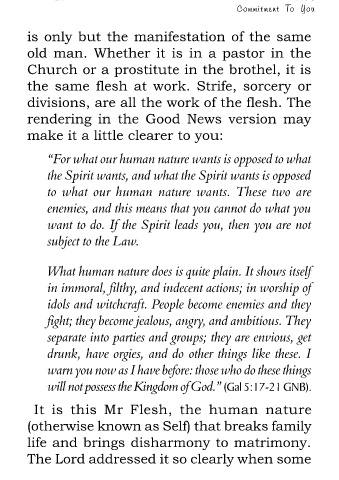 Commitment To You
is only but the manifestation of the same
old man. Whether it is in a pastor in the
Church or a prostitute in the brothel, it is
the same flesh at work. Strife, sorcery or
divisions, are all the work of the flesh. The
rendering in the Good News version may
make it a little clearer to you:
“For what our human nature wants is opposed to what
the Spirit wants, and what the Spirit wants is opposed
to what our human nature wants. These two are
enemies, and this means that you cannot do what you
want to do. If the Spirit leads you, then you are not
subject to the Law.
What human nature does is quite plain. It shows itself
in immoral, filthy, and indecent actions; in worship of
idols and witchcraft. People become enemies and they
fight; they become jealous, angry, and ambitious. They
separate into parties and groups; they are envious, get
drunk, have orgies, and do other things like these. I
warn you now as I have before: those who do these things
will not possess the Kingdom of God.” (Gal 5:17-21 GNB).
It is this Mr Flesh, the human nature
(otherwise known as Self) that breaks family
life and brings disharmony to matrimony.
The Lord addressed it so clearly when some